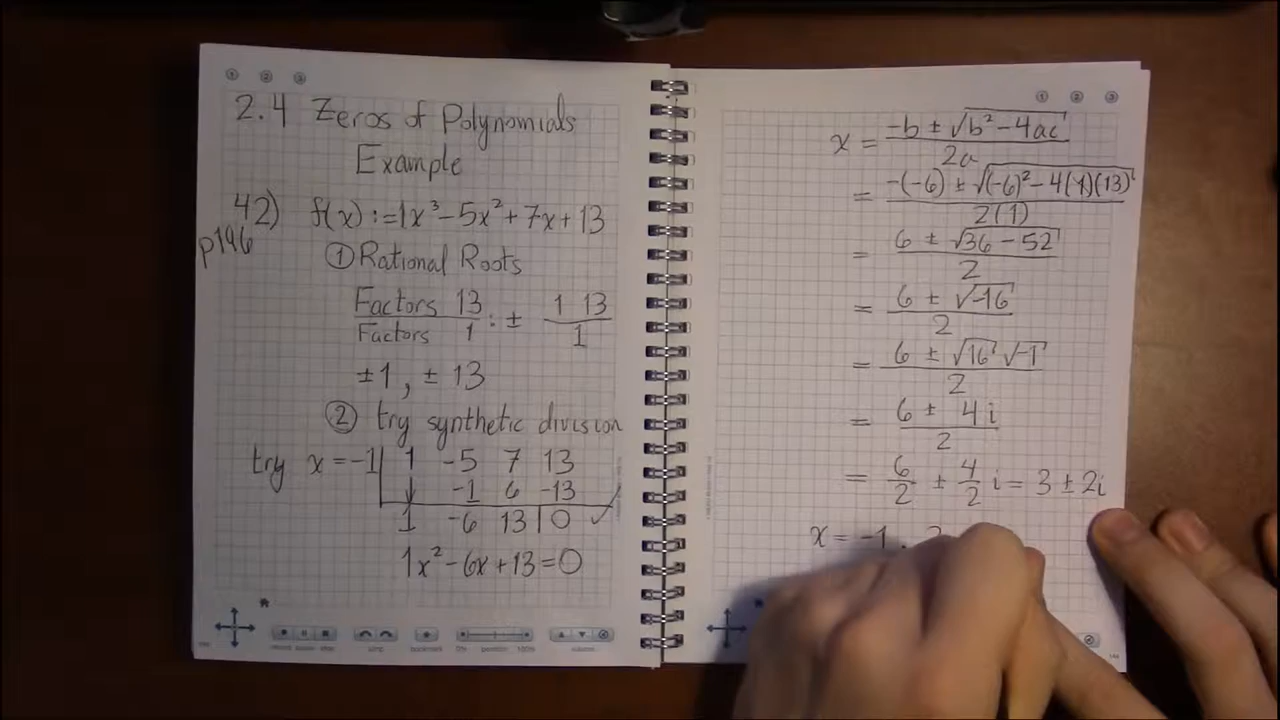 2.4 Zeros of Polynomials
Example
42) f(x) := 1x³ - 5x² + 7x + 13
p196
① Rational Roots
Factors 13 / Factors 1 : ± 1 13 / 1
±1, ± 13
② try synthetic division
try x = -1| 1 -5 7 13
↓ -1 6 -13
1 -6 13 | 0 ✓
1x² - 6x + 13 = 0
x = -b ± √b² - 4ac / 2a
= -(-6) ± √(-6)² - 4(1)(13) / 2(1)
= 6 ± √36 - 52 / 2
= 6 ± √-16 / 2
= 6 ± √16 √-1 / 2
= 6 ± 4i / 2
= 6/2 ± 4/2 i = 3 ± 2i
x = -1,